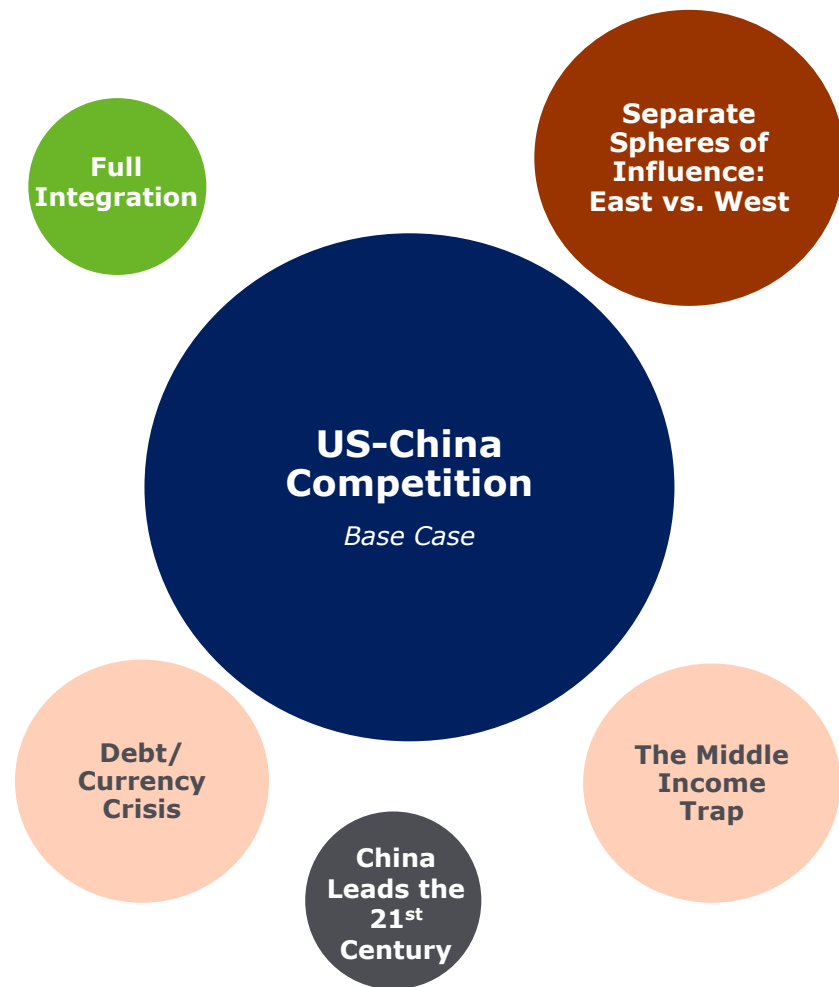 Full
Integration
Separate
Spheres of
Influence:
East vs. West
US-China
Competition
Base Case
Debt/
Currency
Crisis
The Middle
Income
Trap
China
Leads the
21st
Century